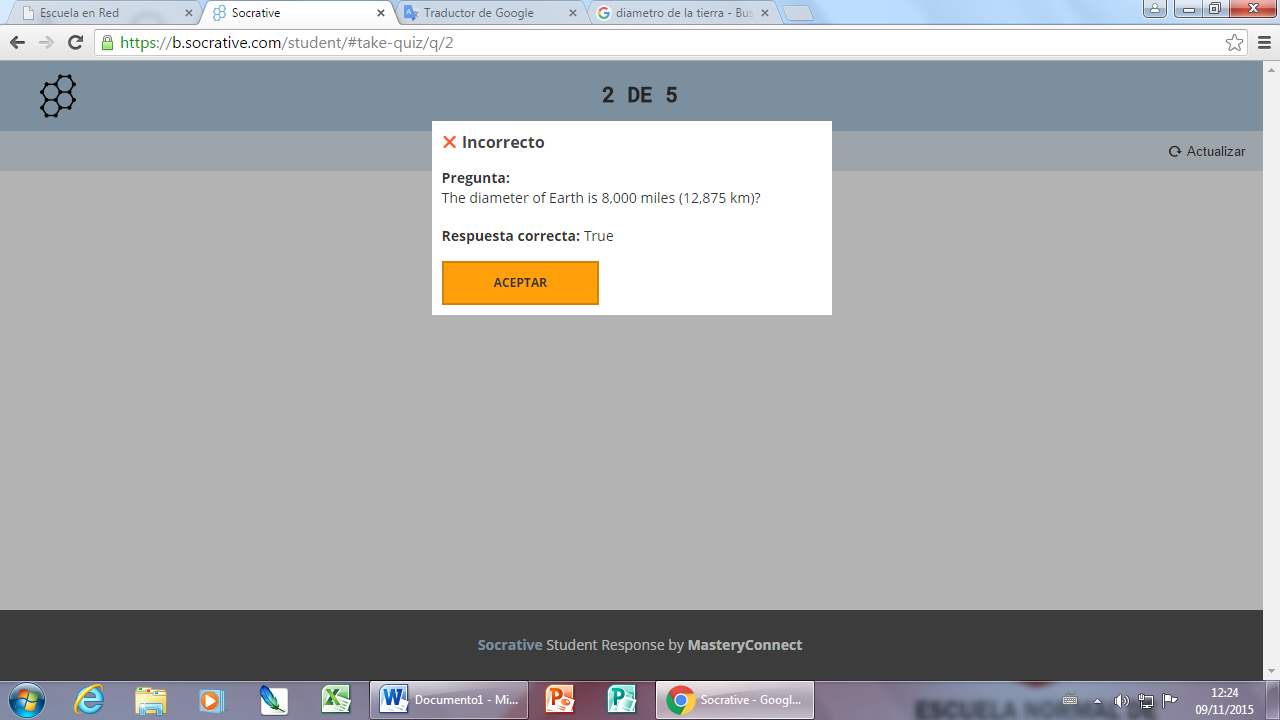 Escuela en Red
Socrative
Traductor de Google
diametro de la tierra - Bus
https://b.socrative.com/student/#take-quiz/q/2
2 DE 5
Actualizar
Incorrecto
Pregunta:
The diameter of Earth is 8,000 miles (12,875 km)?
Respuesta correcta: True
ACEPTAR
Socrative Student Response by MasteryConnect
Documento1 - Mi...
Socrative - Googl...
12:24
09/11/2015